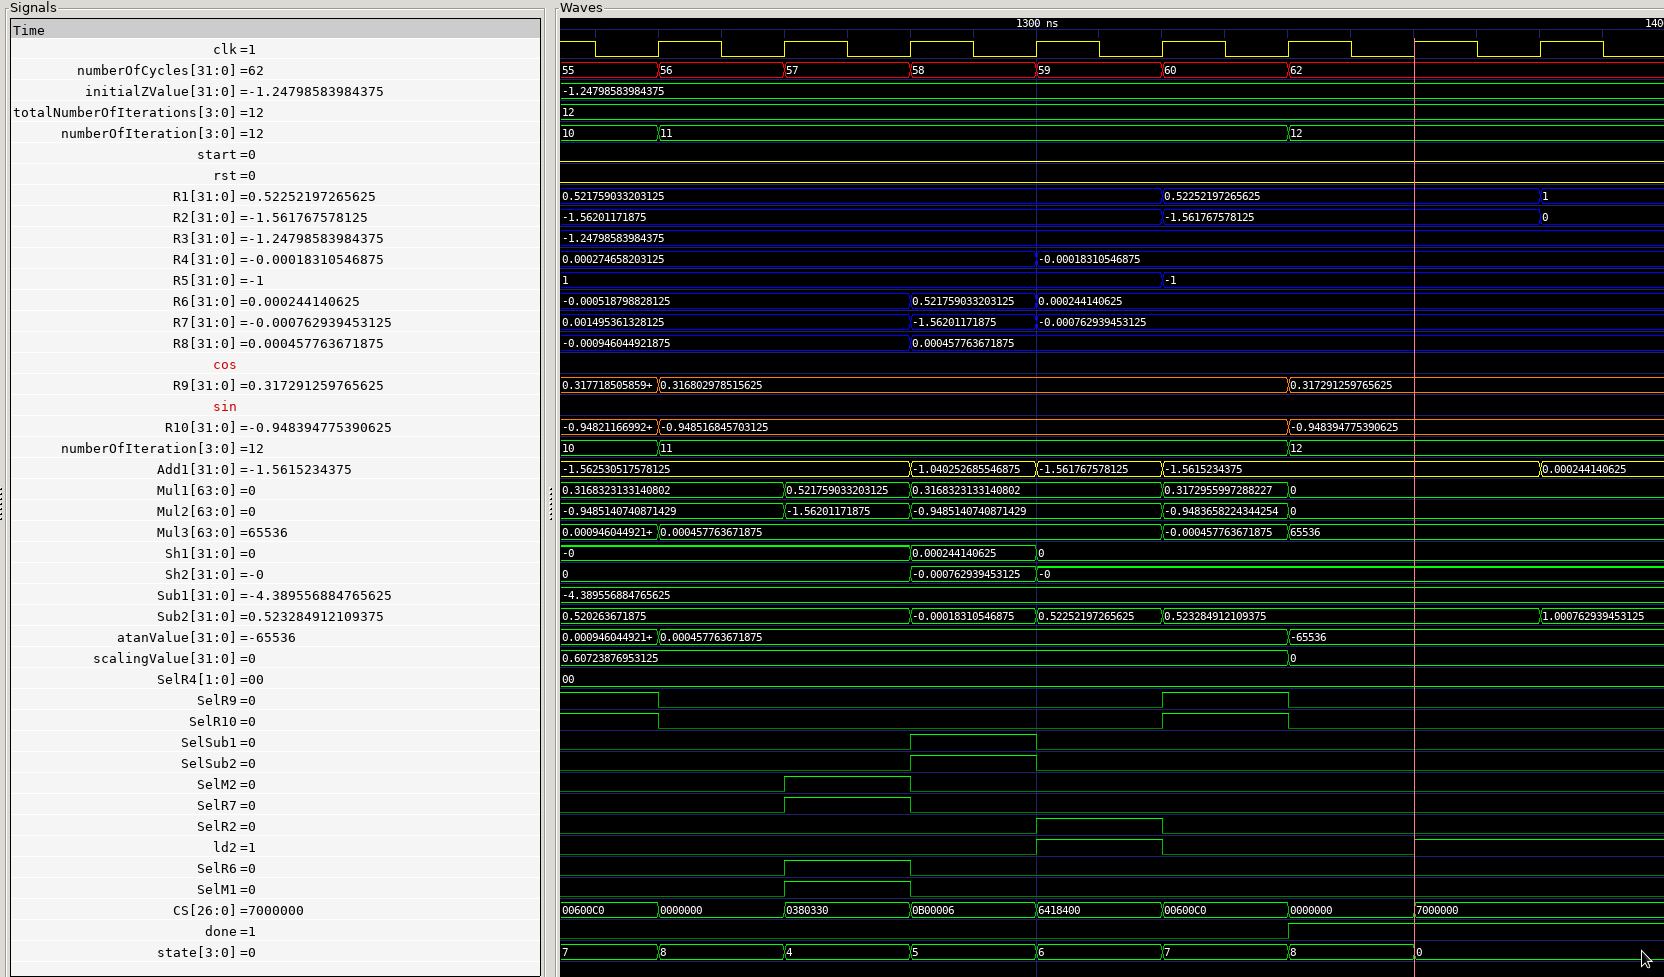 Signals Waves
Time 1300 ns 140
clk=1
numberOfCycles[31:0]=62 55 56 57 58 59 60 62
initialZValue[31:0]=-1.24798583984375 -1.24798583984375
totalNumberOfIterations[3:0]=12 12
numberOfIteration[3:0]=12 10 11 12
start=0
rst=0
R1[31:0]=0.52252197265625 0.521759033203125 0.52252197265625 1
R2[31:0]=-1.561767578125 -1.56201171875 -1.561767578125 0
R3[31:0]=-1.24798583984375 -1.24798583984375
R4[31:0]=-0.00018310546875 0.000274658203125 -0.00018310546875
R5[31:0]=-1 1 -1
R6[31:0]=0.000244140625 -0.000518798828125 0.521759033203125 0.000244140625
R7[31:0]=-0.000762939453125 0.001495361328125 -1.56201171875 -0.000762939453125
R8[31:0]=0.000457763671875 -0.000946044921875 0.000457763671875
cos
R9[31:0]=0.317291259765625 0.317718505859+ 0.316802978515625 0.317291259765625
sin
R10[31:0]=-0.948394775390625 -0.94821166992+ -0.948516845703125 -0.948394775390625
numberOfIteration[3:0]=12 10 11 12
Add1[31:0]=-1.5615234375 -1.562530517578125 -1.040252685546875 -1.561767578125 -1.5615234375 0.000244140625
Mul1[63:0]=0 0.3168323133140802 0.521759033203125 0.3168323133140802 0.3172955997288227 0
Mul2[63:0]=0 -0.9485140740871429 -1.56201171875 -0.9485140740871429 -0.9483658224344254 0
Mul3[63:0]=65536 0.000946044921+ 0.000457763671875 -0.000457763671875 65536
Sh1[31:0]=0 -0 0.000244140625 0
Sh2[31:0]=-0 0 -0.000762939453125 -0
Sub1[31:0]=-4.389556884765625 -4.389556884765625
Sub2[31:0]=0.523284912109375 0.520263671875 -0.00018310546875 0.52252197265625 0.523284912109375 1.000762939453125
atanValue[31:0]=-65536 0.000946044921+ 0.000457763671875 -65536
scalingValue[31:0]=0 0.60723876953125 0
SelR4[1:0]=00 00
SelR9=0
SelR10=0
SelSub1=0
SelSub2=0
SelM2=0
SelR7=0
SelR2=0
ld2=1
SelR6=0
SelM1=0
CS[26:0]=7000000 00600C0 0000000 0380330 0B00006 6418400 00600C0 0000000 7000000
done=1
state[3:0]=0 7 8 4 5 6 7 8 0